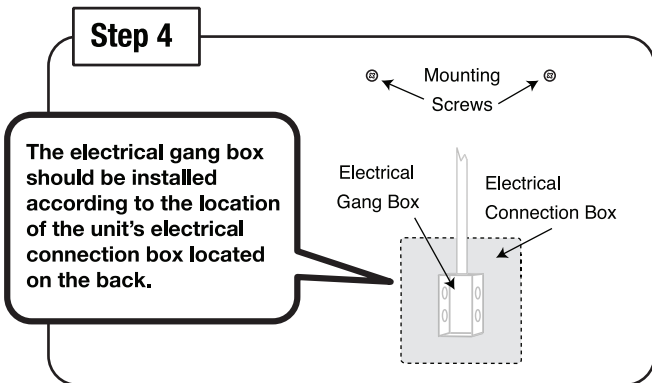 Step 4
Mounting
Screws
The electrical gang box
should be installed
according to the location
of the unit's electrical
connection box located
on the back.
Electrical
Gang Box
Electrical
Connection Box